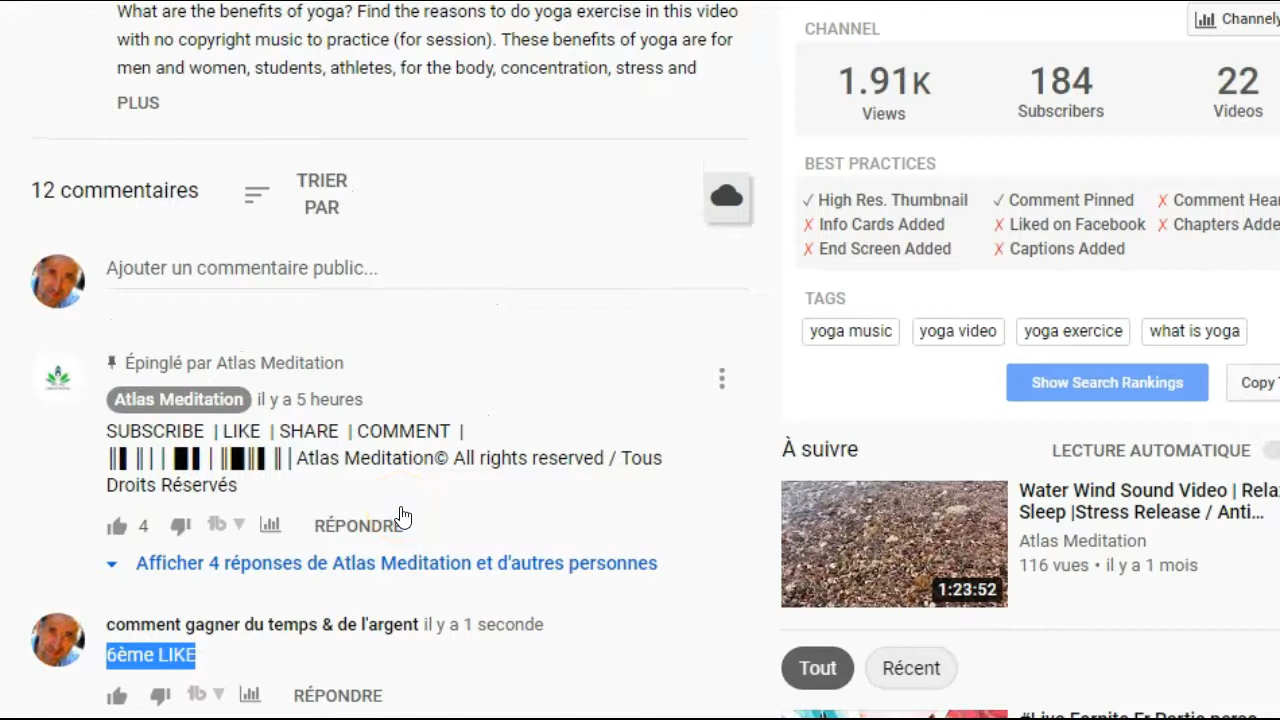 What are the benefits of yoga? Find the reasons to do yoga exercise in this video
with no copyright music to practice (for session). These benefits of yoga are for
men and women, students, athletes, for the body, concentration, stress and
PLUS
12 commentaires
TRIER
PAR
Ajouter un commentaire public...
Épinglé par Atlas Meditation
Atlas Meditation il y a 5 heures
SUBSCRIBE | LIKE | SHARE | COMMENT |
| Atlas Meditation© All rights reserved / Tous
Droits Réservés
4
RÉPONDRE
Afficher 4 réponses de Atlas Meditation et d'autres personnes
comment gagner du temps & de l'argent il y a 1 seconde
6ème LIKE
RÉPONDRE
CHANNEL
1.91K
Views
184
Subscribers
22
Videos
BEST PRACTICES
✓ High Res. Thumbnail ✓ Comment Pinned ✗ Comment
✗ Info Cards Added ✗ Liked on Facebook ✗ Chapters
✗ End Screen Added ✗ Captions Added
TAGS
yoga music yoga video yoga exercice what is yoga
Show Search Rankings Copy
À suivre LECTURE AUTOMATIQUE
Water Wind Sound Video |
Sleep |Stress Release / Anti...
Atlas Meditation
116 vues • il y a 1 mois
1:23:52
Tout Récent